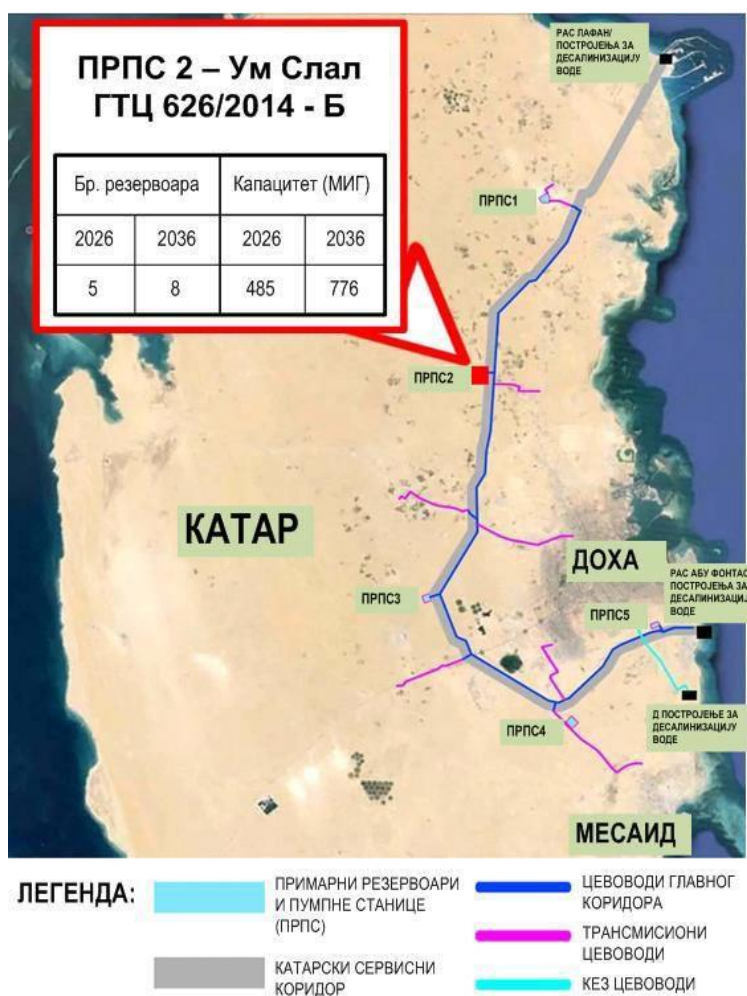 ПРПС 2 – Ум Слал
ГТЦ 626/2014 - Б
Бр. резервоара Капацитет (МИГ)
2026 2036 2026 2036
5 8 485 776
РАС ЛАФАН/
ПОСТРОЈЕЊА ЗА
ДЕСАЛИНИЗАЦИЈУ
ВОДЕ
ПРПС1
ПРПС2
КАТАР
ДОХА
РАС АБУ ФОНТАС
ПОСТРОЈЕЊА ЗА
ДЕСАЛИНИЗАЦИЈУ
ВОДЕ
ПРПС3
ПРПС5
ПРПС4
Д ПОСТРОЈЕЊЕ ЗА
ДЕСАЛИНИЗАЦИЈУ
ВОДЕ
МЕСАИД
ЛЕГЕНДА:
ПРИМАРНИ РЕЗЕРВОАРИ
И ПУМПНЕ СТАНИЦЕ
(ПРПС)
КАТАРСКИ СЕРВИСНИ
КОРИДОР
ЦЕВОВОДИ ГЛАВНОГ
КОРИДОРА
ТРАНСМИСИОНИ
ЦЕВОВОДИ
КЕЗ ЦЕВОВОДИ